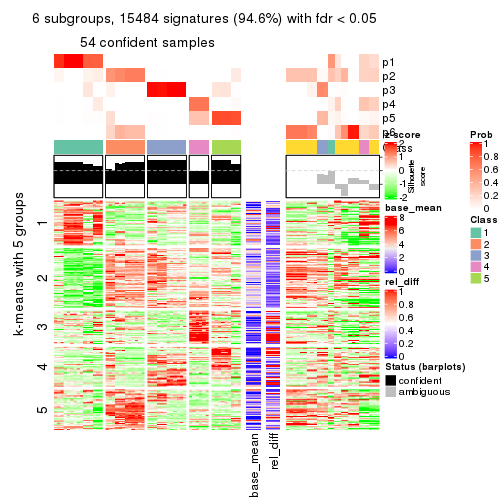 6 subgroups, 15484 signatures (94.6%) with fdr < 0.05
54 confident samples
p1
p2
p3
p4
p5
p6
Class
Silhouette
score
k-means with 5 groups
1
2
3
4
5
base_mean
rel_diff
z-score
2
1
0
-1
-2
base_mean
8
6
4
2
0
rel_diff
1
0.8
0.6
0.4
0.2
0
Status (barplots)
confident
ambiguous
Prob
1
0.8
0.6
0.4
0.2
0
Class
1
2
3
4
5